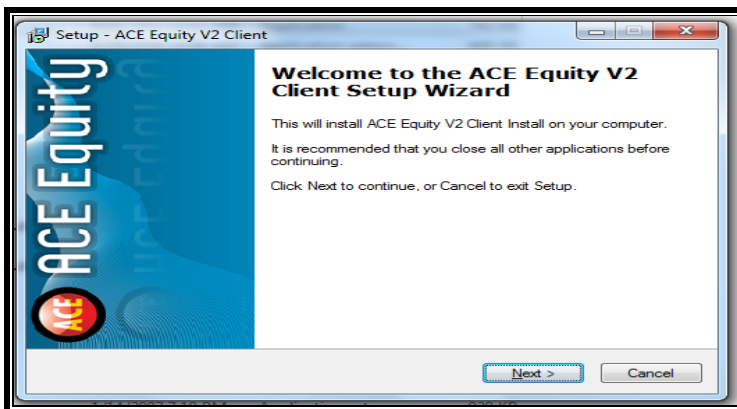 Setup - ACE Equity V2 Client
ACE Equity
ACE
Welcome to the ACE Equity V2
Client Setup Wizard
This will install ACE Equity V2 Client Install on your computer.
It is recommended that you close all other applications before
continuing.
Click Next to continue, or Cancel to exit Setup.
Next >
Cancel